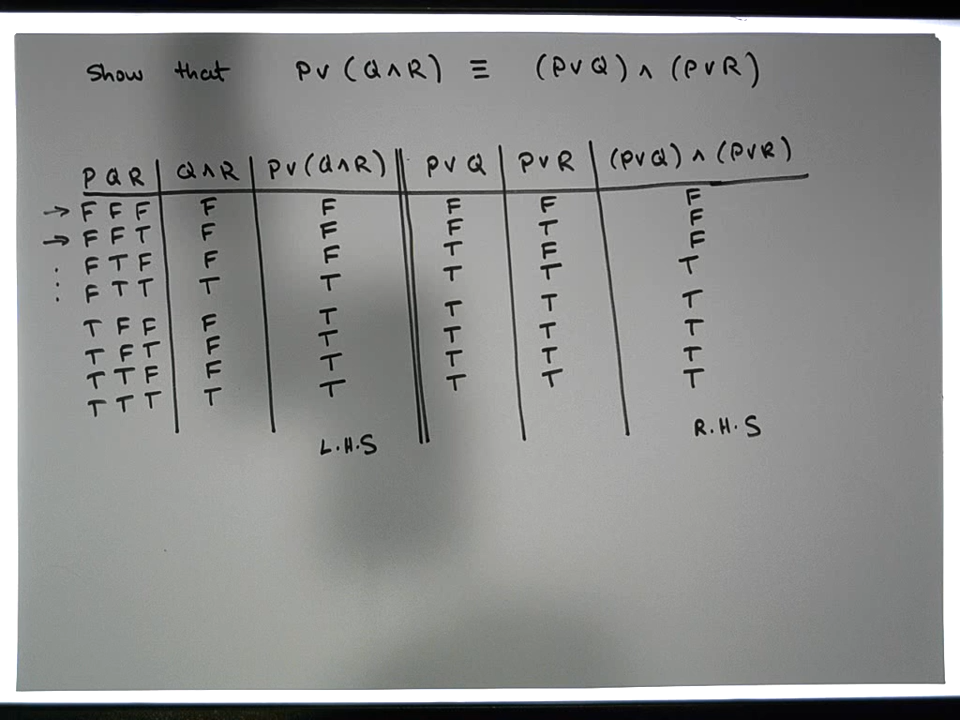 Show that P∨(Q∧R) ≡ (P∨Q)∧(P∨R)
P Q R | Q∧R | P∨(Q∧R) || P∨Q | P∨R | (P∨Q)∧(P∨R)
→ F F F | F | F || F | F | F
→ F F T | F | F || F | T | F
⋮ F T F | F | F || T | F | F
⋮ F T T | T | T || T | T | T
T F F | F | T || T | T | T
T F T | F | T || T | T | T
T T F | F | T || T | T | T
T T T | T | T || T | T | T
L.H.S R.H.S